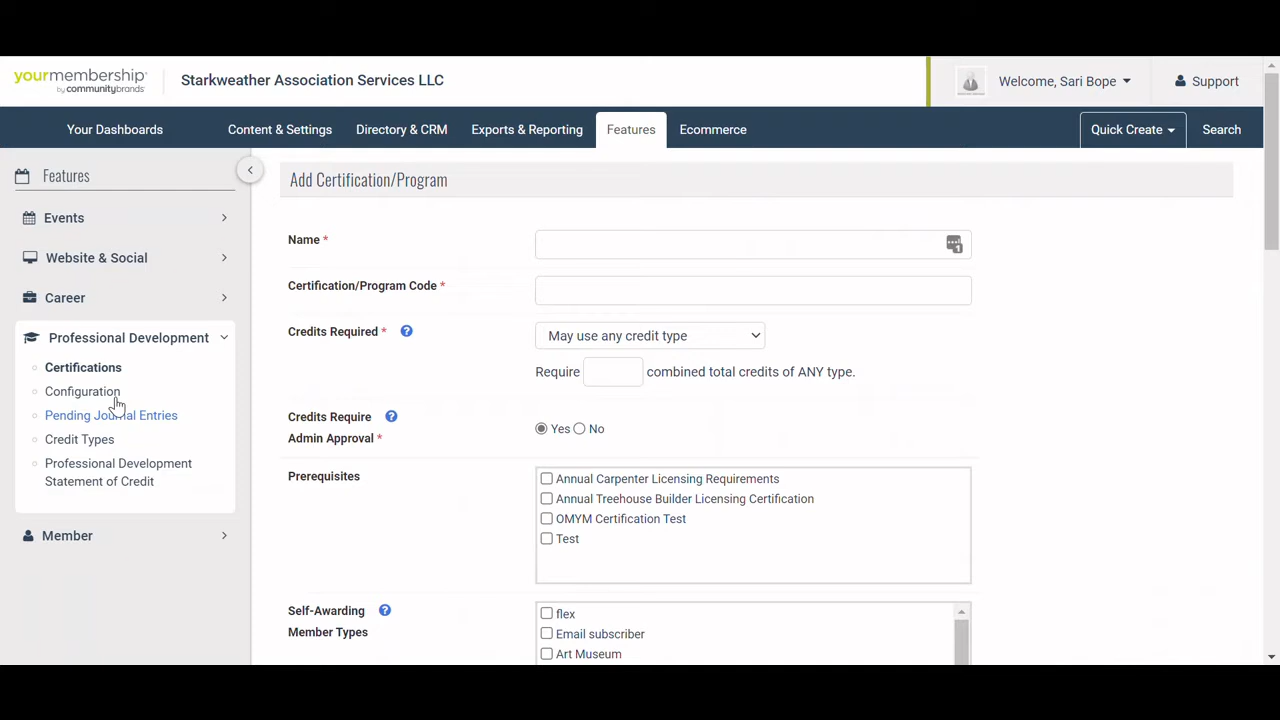 yourmembership
by communitybrands
Starkweather Association Services LLC
Welcome, Sari Bope
Support
Your Dashboards
Content & Settings
Directory & CRM
Exports & Reporting
Features
Ecommerce
Quick Create
Search
Features
Events
Website & Social
Career
Professional Development
Certifications
Configuration
Pending Journal Entries
Credit Types
Professional Development
Statement of Credit
Member
Add Certification/Program
Name *
1
Certification/Program Code *
Credits Required * ?
May use any credit type
Require combined total credits of ANY type.
Credits Require ?
Admin Approval *
Yes No
Prerequisites
Annual Carpenter Licensing Requirements
Annual Treehouse Builder Licensing Certification
OMYM Certification Test
Test
Self-Awarding ?
Member Types
flex
Email subscriber
Art Museum